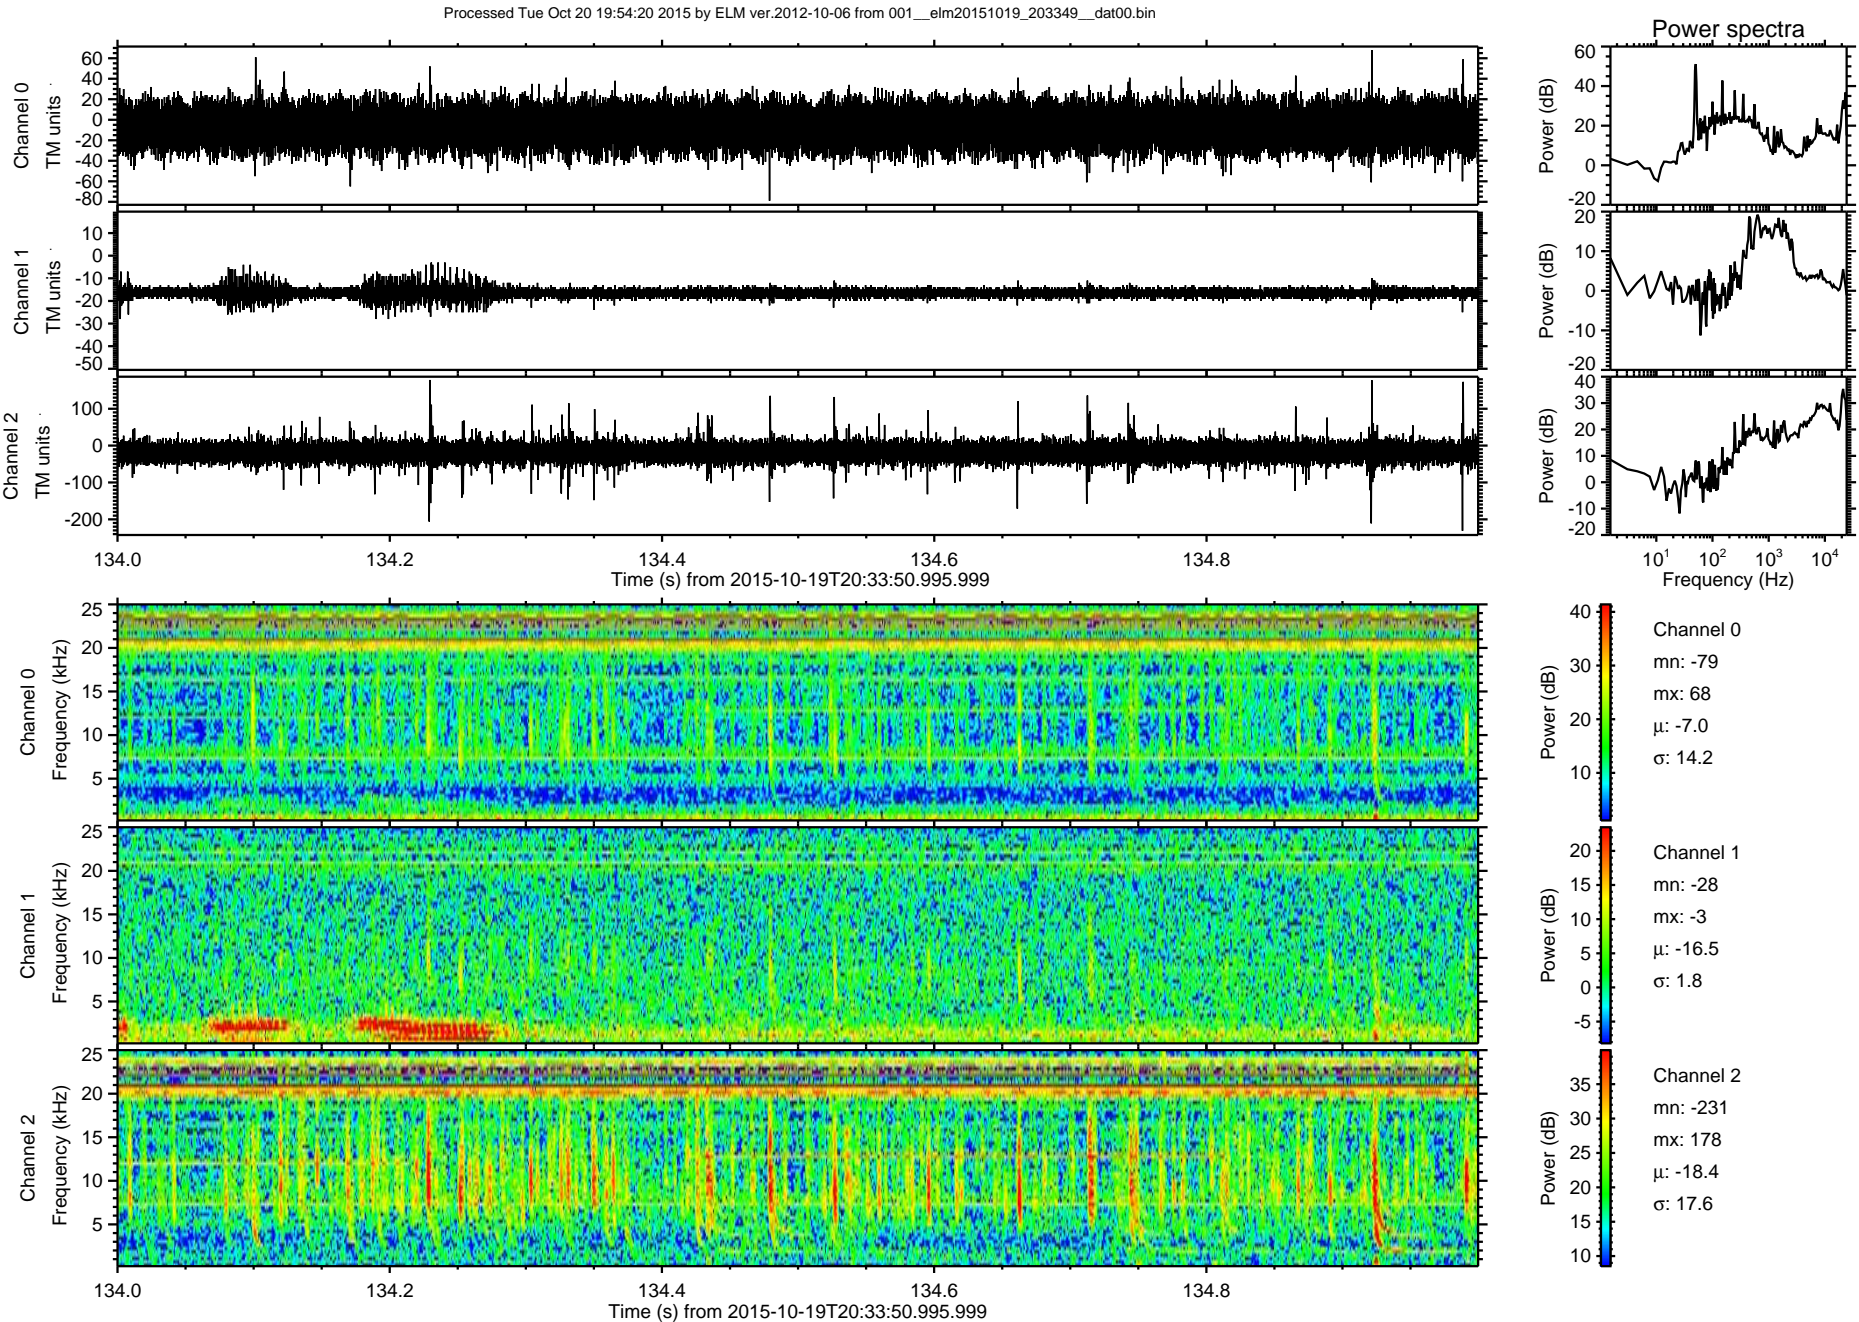 Processed Tue Oct 20 19:54:20 2015 by ELM ver.2012-10-06 from 001__elm20151019_203349__dat00.bin
Power spectra
Channel 0
TM units
60
40
20
0
-20
-40
-60
-80
Power (dB)
60
40
20
0
-20
Channel 1
TM units
10
0
-10
-20
-30
-40
-50
Power (dB)
20
10
0
-10
-20
Channel 2
TM units
100
0
-100
-200
Power (dB)
40
30
20
10
0
-10
-20
134.0 134.2 134.4 134.6 134.8
Time (s) from 2015-10-19T20:33:50.995.999
10¹ 10² 10³ 10⁴
Frequency (Hz)
Channel 0
Frequency (kHz)
25
20
15
10
5
Power (dB)
40
30
20
10
Channel 0
mn: -79
mx: 68
μ: -7.0
σ: 14.2
Channel 1
Frequency (kHz)
25
20
15
10
5
Power (dB)
20
15
10
5
0
-5
Channel 1
mn: -28
mx: -3
μ: -16.5
σ: 1.8
Channel 2
Frequency (kHz)
25
20
15
10
5
Power (dB)
35
30
25
20
15
10
Channel 2
mn: -231
mx: 178
μ: -18.4
σ: 17.6
134.0 134.2 134.4 134.6 134.8
Time (s) from 2015-10-19T20:33:50.995.999